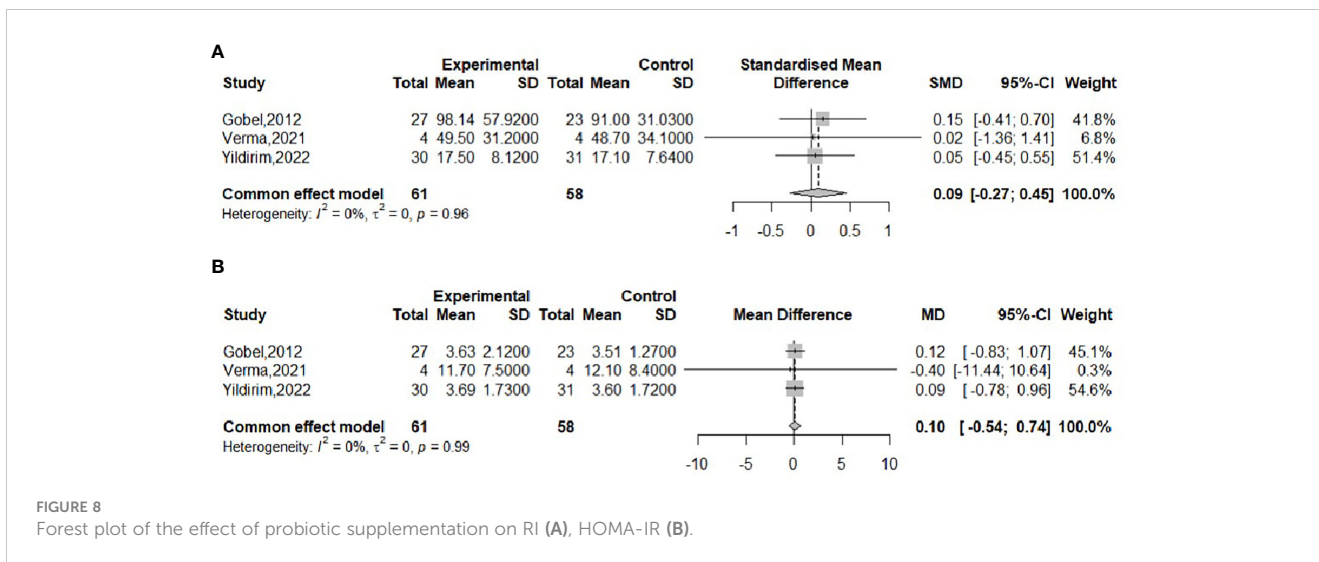 A
Experimental Control Standardised Mean
Study Total Mean SD Total Mean SD Difference SMD 95%-CI Weight
Gobel,2012 27 98.14 57.9200 23 91.00 31.0300 0.15 [-0.41; 0.70] 41.8%
Verma,2021 4 49.50 31.2000 4 48.70 34.1000 0.02 [-1.36; 1.41] 6.8%
Yildirim,2022 30 17.50 8.1200 31 17.10 7.6400 0.05 [-0.45; 0.55] 51.4%
Common effect model 61 58 0.09 [-0.27; 0.45] 100.0%
Heterogeneity: I² = 0%, τ² = 0, p = 0.96
-1 -0.5 0 0.5 1
B
Experimental Control
Study Total Mean SD Total Mean SD Mean Difference MD 95%-CI Weight
Gobel,2012 27 3.63 2.1200 23 3.51 1.2700 0.12 [-0.83; 1.07] 45.1%
Verma,2021 4 11.70 7.5000 4 12.10 8.4000 -0.40 [-11.44; 10.64] 0.3%
Yildirim,2022 30 3.69 1.7300 31 3.60 1.7200 0.09 [-0.78; 0.96] 54.6%
Common effect model 61 58 0.10 [-0.54; 0.74] 100.0%
Heterogeneity: I² = 0%, τ² = 0, p = 0.99
-10 -5 0 5 10
FIGURE 8
Forest plot of the effect of probiotic supplementation on RI (A), HOMA-IR (B).